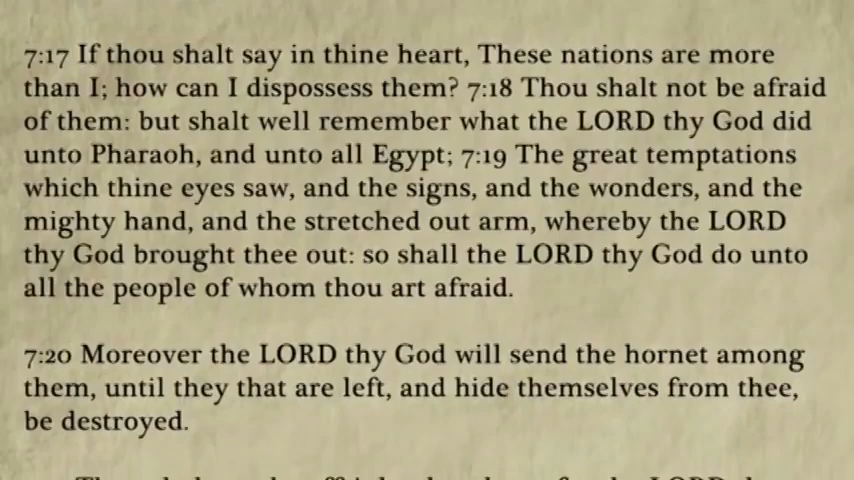 7:17 If thou shalt say in thine heart, These nations are more
than I; how can I dispossess them? 7:18 Thou shalt not be afraid
of them: but shalt well remember what the LORD thy God did
unto Pharaoh, and unto all Egypt; 7:19 The great temptations
which thine eyes saw, and the signs, and the wonders, and the
mighty hand, and the stretched out arm, whereby the LORD
thy God brought thee out: so shall the LORD thy God do unto
all the people of whom thou art afraid.
7:20 Moreover the LORD thy God will send the hornet among
them, until they that are left, and hide themselves from thee,
be destroyed.